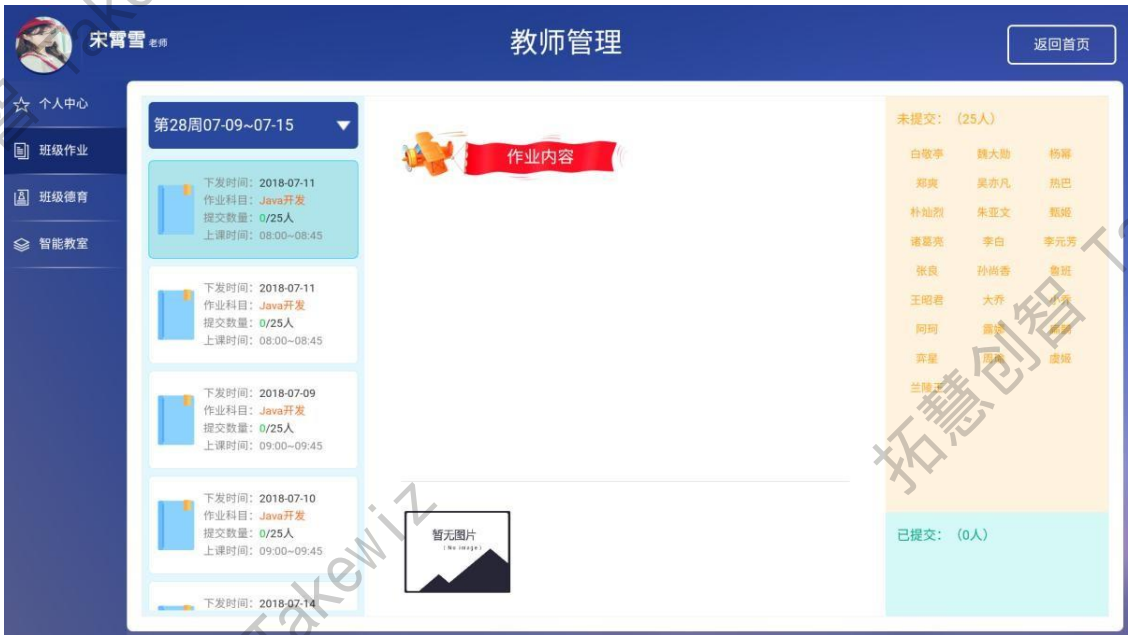 宋霄雪 老师
教师管理
返回首页
个人中心
班级作业
班级德育
智能教室
第28周07-09~07-15
下发时间：2018-07-11
作业科目：Java开发
提交数量：0/25人
上课时间：08:00~08:45
下发时间：2018-07-11
作业科目：Java开发
提交数量：0/25人
上课时间：08:00~08:45
下发时间：2018-07-09
作业科目：Java开发
提交数量：0/25人
上课时间：09:00~09:45
下发时间：2018-07-10
作业科目：Java开发
提交数量：0/25人
上课时间：09:00~09:45
下发时间：2018-07-14
作业内容
暂无图片
( No image )
未提交：（25人）
白敬亭 魏大勋 杨幂
郑爽 吴亦凡 热巴
朴灿烈 朱亚文 甄姬
诸葛亮 李白 李元芳
张良 孙尚香 鲁班
王昭君 大乔 小乔
阿珂 露娜
弈星 周瑜 虞姬
兰陵王
已提交：（0人）
拓慧创智
Takewiz